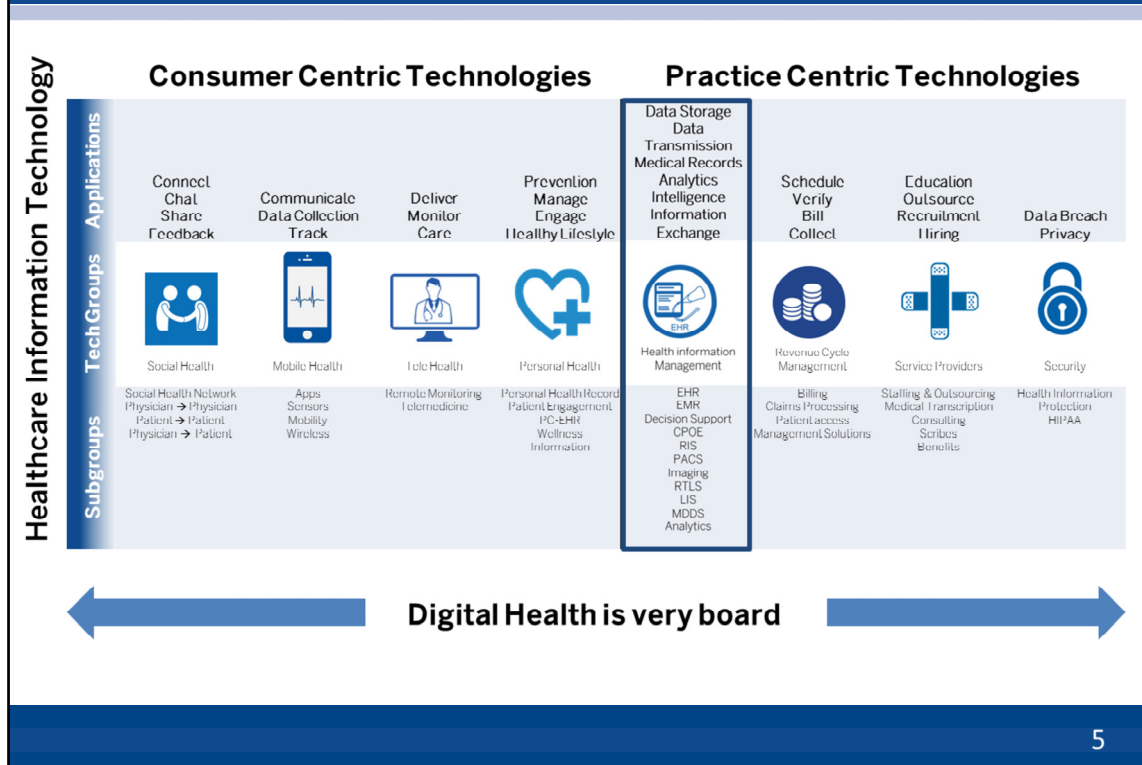 Healthcare Information Technology
Consumer Centric Technologies
Practice Centric Technologies
Applications
Connect
Chat
Share
Feedback
Communicate
Data Collection
Track
Deliver
Monitor
Care
Prevention
Manage
Engage
Healthy Lifestyle
Data Storage
Data
Transmission
Medical Records
Analytics
Intelligence
Information
Exchange
Schedule
Verify
Bill
Collect
Education
Outsource
Recruitment
Hiring
Data Breach
Privacy
TechGroups
EHR
Social Health
Mobile Health
Tele Health
Personal Health
Health information
Management
Revenue Cycle
Management
Service Providers
Security
Subgroups
Social Health Network
Physician → Physician
Patient → Patient
Physician → Patient
Apps
Sensors
Mobility
Wireless
Remote Monitoring
Telemedicine
Personal Health Record
Patient Engagement
PC-EHR
Wellness
Information
EHR
EMR
Decision Support
CPOE
RIS
PACS
Imaging
RTLS
LIS
MDDS
Analytics
Billing
Claims Processing
Patient access
Management Solutions
Staffing & Outsourcing
Medical Transcription
Consulting
Scribes
Benefits
Health Information
Protection
HIPAA
Digital Health is very board
5